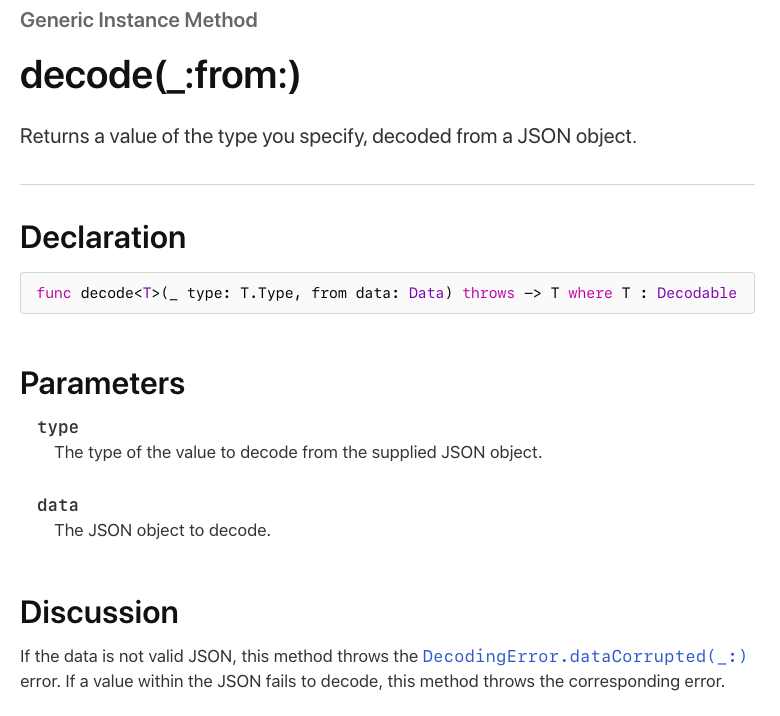 Generic Instance Method
decode(_:from:)
Returns a value of the type you specify, decoded from a JSON object.
Declaration
func decode<T>(_ type: T.Type, from data: Data) throws -> T where T : Decodable
Parameters
type
The type of the value to decode from the supplied JSON object.
data
The JSON object to decode.
Discussion
If the data is not valid JSON, this method throws the DecodingError.dataCorrupted(_:)
error. If a value within the JSON fails to decode, this method throws the corresponding error.